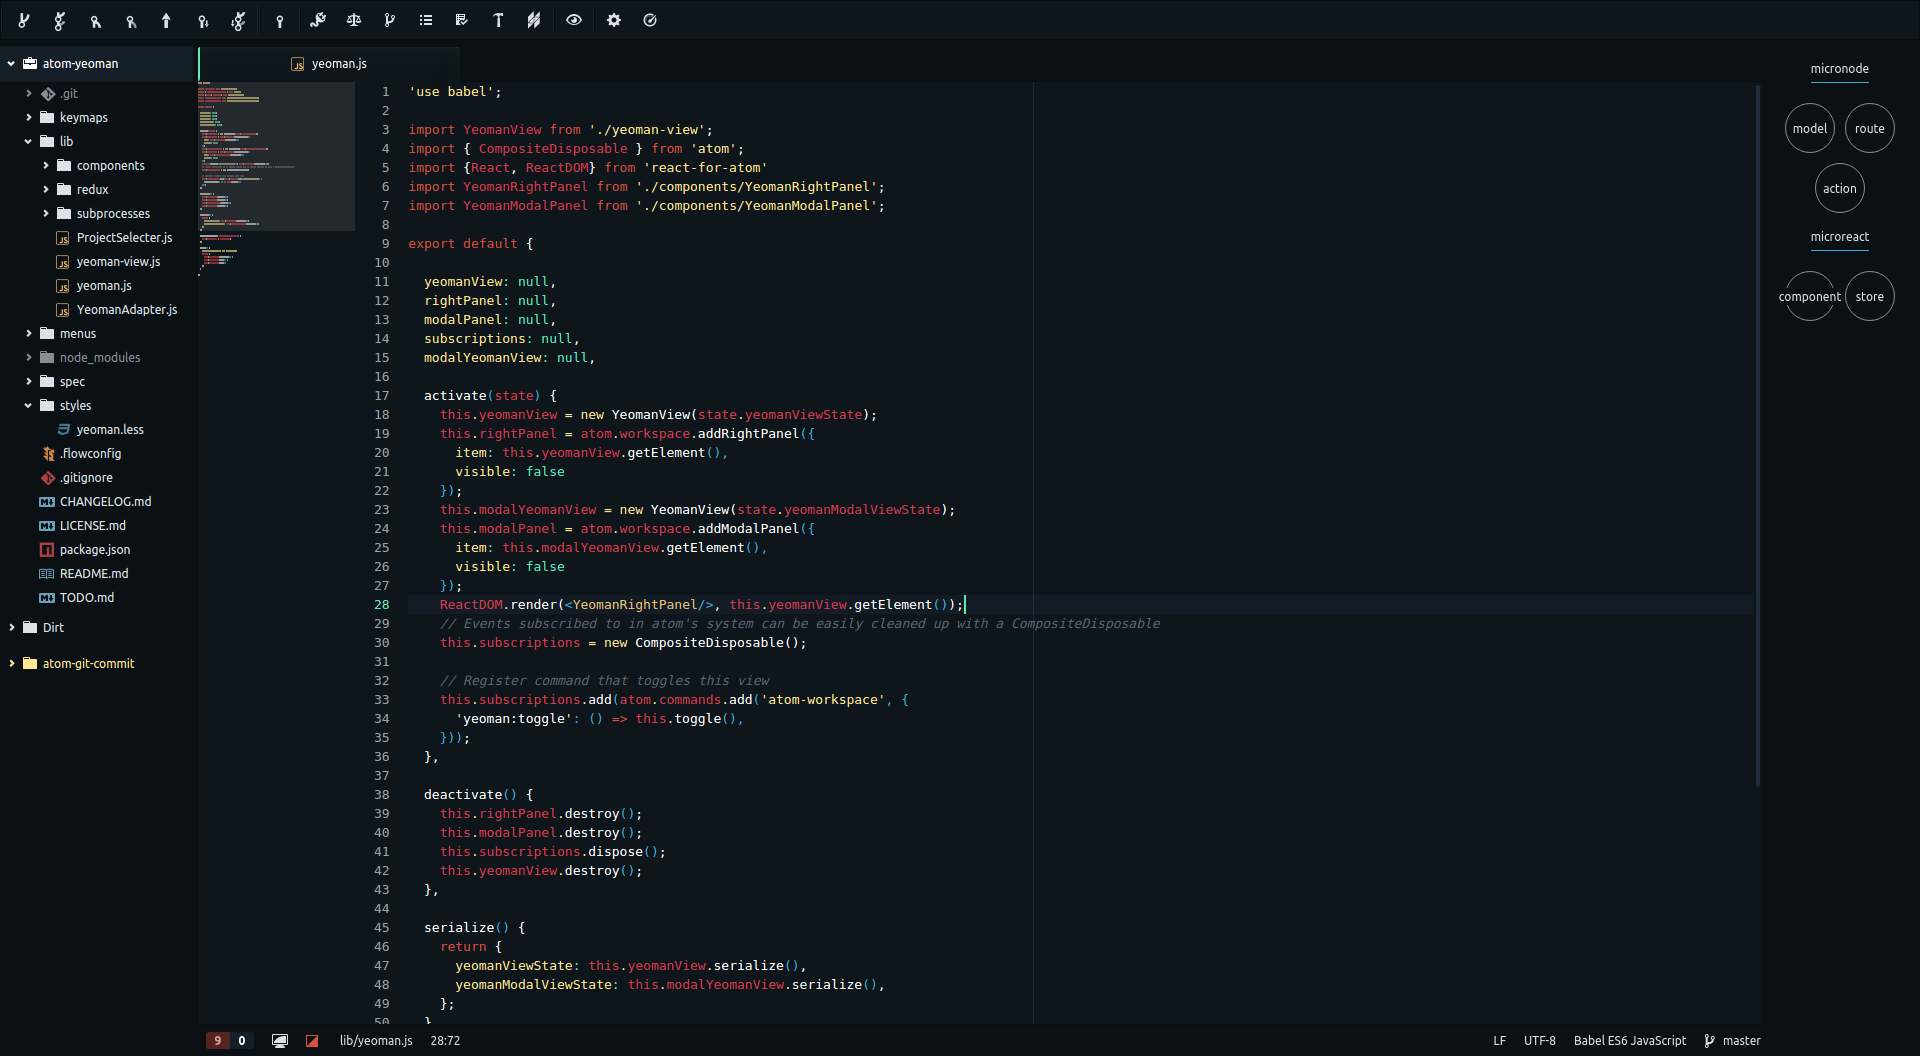 atom-yeoman
.git
keymaps
lib
components
redux
subprocesses
ProjectSelecter.js
yeoman-view.js
yeoman.js
YeomanAdapter.js
menus
node_modules
spec
styles
yeoman.less
.flowconfig
.gitignore
CHANGELOG.md
LICENSE.md
package.json
README.md
TODO.md
Dirt
atom-git-commit
yeoman.js
1 'use babel';
2
3 import YeomanView from './yeoman-view';
4 import { CompositeDisposable } from 'atom';
5 import {React, ReactDOM} from 'react-for-atom'
6 import YeomanRightPanel from './components/YeomanRightPanel';
7 import YeomanModalPanel from './components/YeomanModalPanel';
8
9 export default {
10
11 yeomanView: null,
12 rightPanel: null,
13 modalPanel: null,
14 subscriptions: null,
15 modalYeomanView: null,
16
17 activate(state) {
18 this.yeomanView = new YeomanView(state.yeomanViewState);
19 this.rightPanel = atom.workspace.addRightPanel({
20 item: this.yeomanView.getElement(),
21 visible: false
22 });
23 this.modalYeomanView = new YeomanView(state.yeomanModalViewState);
24 this.modalPanel = atom.workspace.addModalPanel({
25 item: this.modalYeomanView.getElement(),
26 visible: false
27 });
28 ReactDOM.render(<YeomanRightPanel/>, this.yeomanView.getElement());
29 // Events subscribed to in atom's system can be easily cleaned up with a CompositeDisposable
30 this.subscriptions = new CompositeDisposable();
31
32 // Register command that toggles this view
33 this.subscriptions.add(atom.commands.add('atom-workspace', {
34 'yeoman:toggle': () => this.toggle(),
35 }));
36 },
37
38 deactivate() {
39 this.rightPanel.destroy();
40 this.modalPanel.destroy();
41 this.subscriptions.dispose();
42 this.yeomanView.destroy();
43 },
44
45 serialize() {
46 return {
47 yeomanViewState: this.yeomanView.serialize(),
48 yeomanModalViewState: this.modalYeomanView.serialize(),
49 };
50 }
micronode
model route
action
microreact
component store
9 0 lib/yeoman.js 28:72 LF UTF-8 Babel ES6 JavaScript master